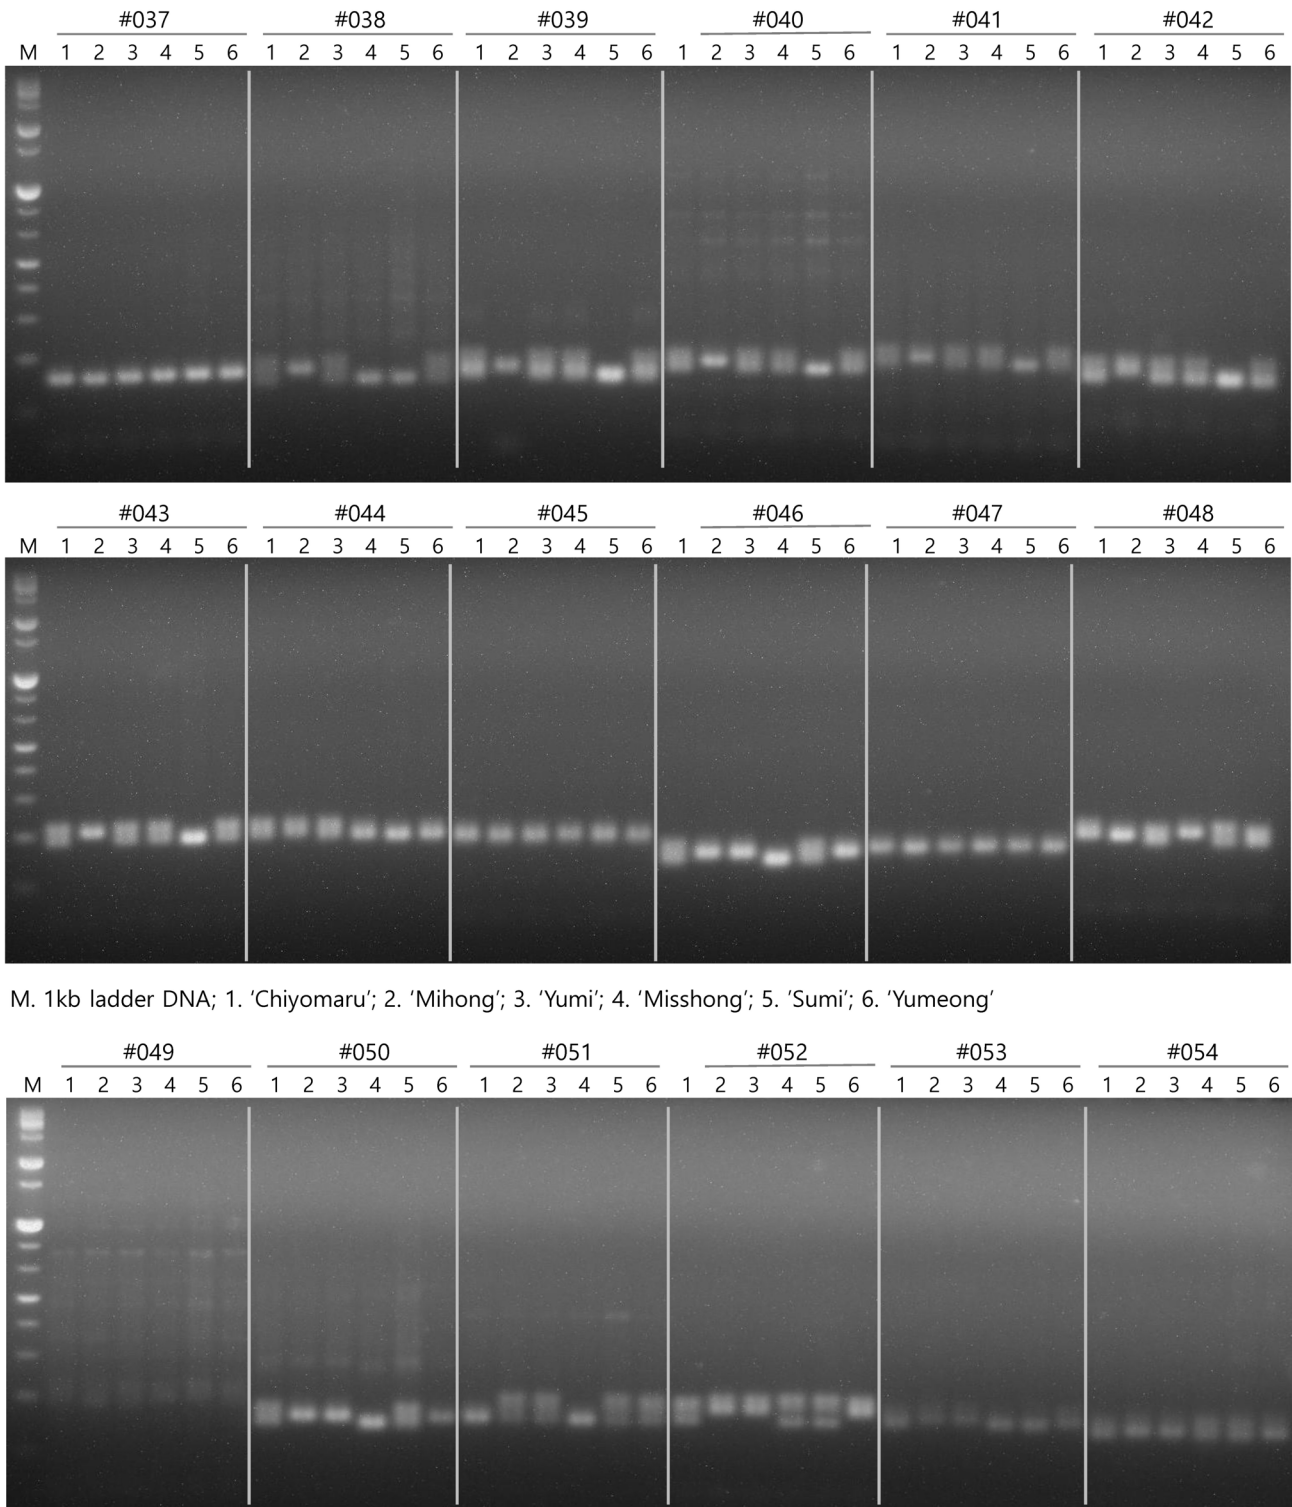 #037 #038 #039 #040 #041 #042
M 1 2 3 4 5 6 1 2 3 4 5 6 1 2 3 4 5 6 1 2 3 4 5 6 1 2 3 4 5 6 1 2 3 4 5 6
#043 #044 #045 #046 #047 #048
M 1 2 3 4 5 6 1 2 3 4 5 6 1 2 3 4 5 6 1 2 3 4 5 6 1 2 3 4 5 6 1 2 3 4 5 6
M. 1kb ladder DNA; 1. ‘Chiyomaru’; 2. ‘Mihong’; 3. ‘Yumi’; 4. ‘Misshong’; 5. ‘Sumi’; 6. ‘Yumeong’
#049 #050 #051 #052 #053 #054
M 1 2 3 4 5 6 1 2 3 4 5 6 1 2 3 4 5 6 1 2 3 4 5 6 1 2 3 4 5 6 1 2 3 4 5 6